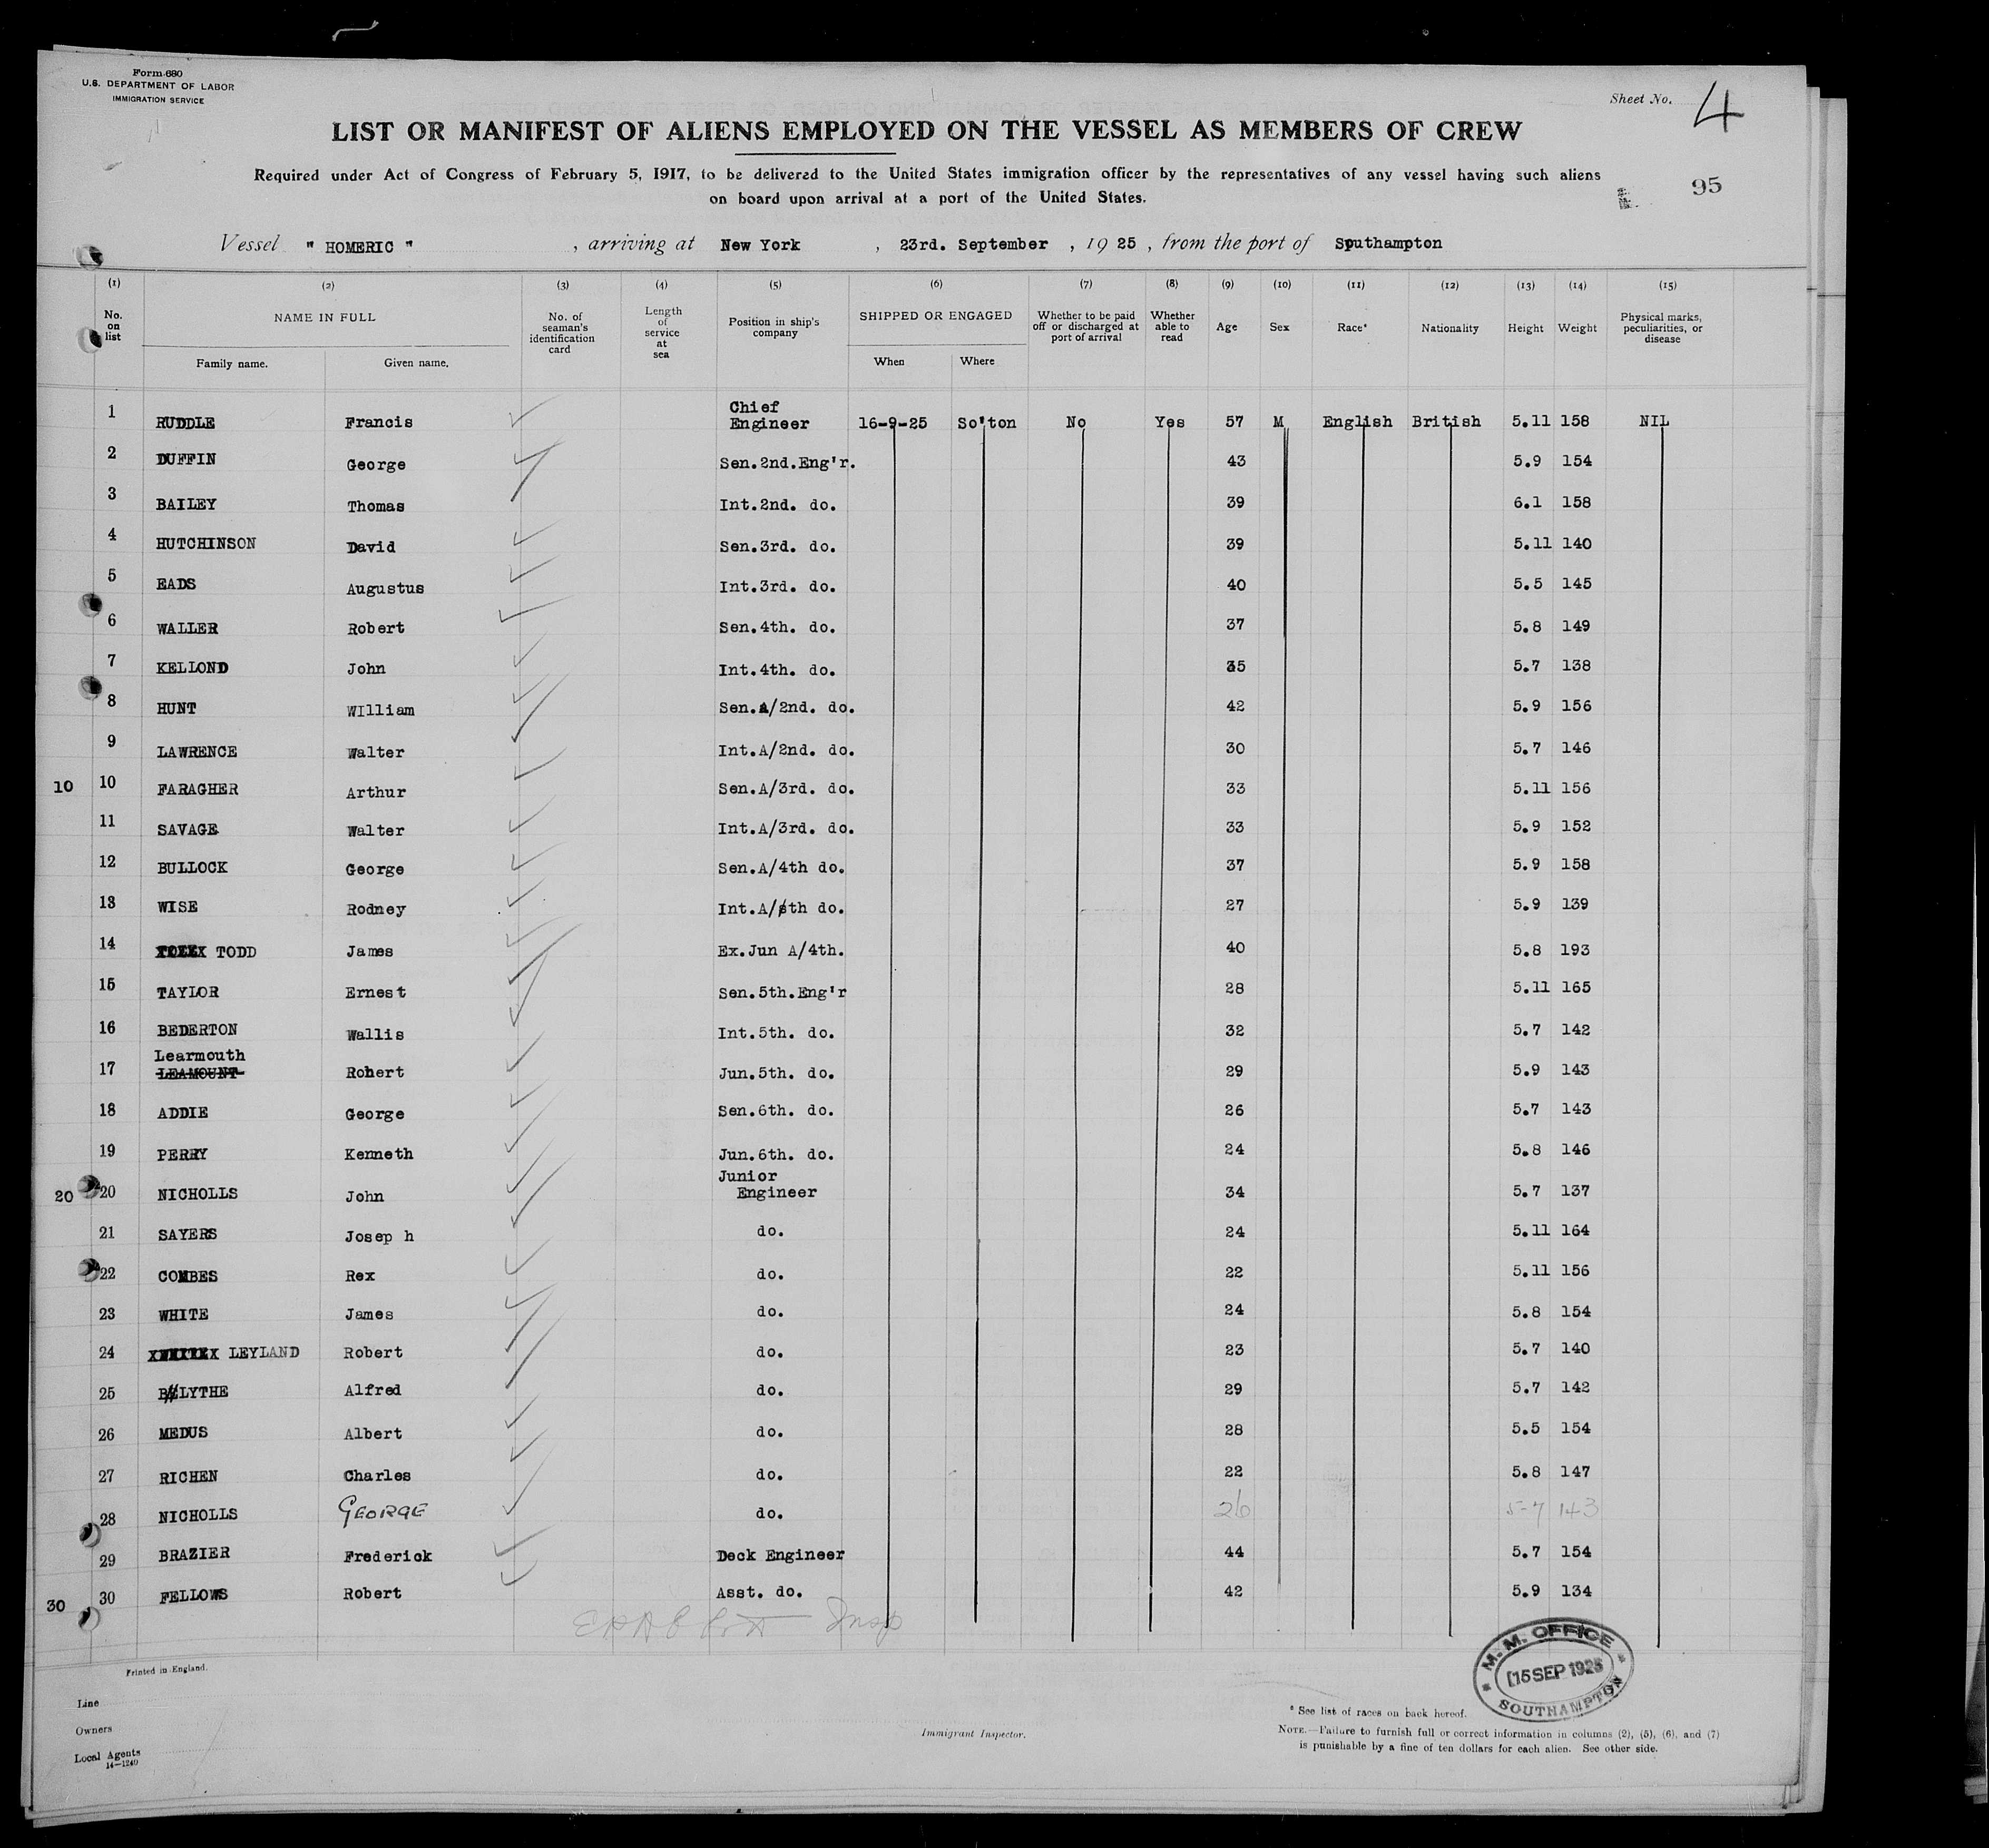 Form 680
U.S. DEPARTMENT OF LABOR
IMMIGRATION SERVICE
Sheet No. 4
LIST OR MANIFEST OF ALIENS EMPLOYED ON THE VESSEL AS MEMBERS OF CREW
Required under Act of Congress of February 5, 1917, to be delivered to the United States immigration officer by the representatives of any vessel having such aliens
on board upon arrival at a port of the United States.
95
Vessel " HOMERIC " , arriving at New York , 23rd. September , 1925 , from the port of Southampton
(1) (2) (3) (4) (5) (6) (7) (8) (9) (10) (11) (12) (13) (14) (15)
No. on list NAME IN FULL Family name. Given name. No. of seaman's identification card Length of service at sea Position in ship's company SHIPPED OR ENGAGED When Where Whether to be paid off or discharged at port of arrival Whether able to read Age Sex Race* Nationality Height Weight Physical marks, peculiarities, or disease
1 RUDDLE Francis Chief Engineer 16-9-25 So'ton No Yes 57 M English British 5.11 158 NIL
2 DUFFIN George Sen.2nd.Eng'r. 43 5.9 154
3 BAILEY Thomas Int.2nd. do. 39 6.1 158
4 HUTCHINSON David Sen.3rd. do. 39 5.11 140
5 EADS Augustus Int.3rd. do. 40 5.5 145
6 WALLER Robert Sen.4th. do. 37 5.8 149
7 KELLOND John Int.4th. do. 35 5.7 138
8 HUNT WIlliam Sen.A/2nd. do. 42 5.9 156
9 LAWRENCE Walter Int.A/2nd. do. 30 5.7 146
10 10 FARAGHER Arthur Sen.A/3rd. do. 33 5.11 156
11 SAVAGE Walter Int.A/3rd. do. 33 5.9 152
12 BULLOCK George Sen.A/4th do. 37 5.9 158
13 WISE Rodney Int.A/th do. 27 5.9 139
14 TODD James Ex.Jun A/4th. 40 5.8 193
15 TAYLOR Ernest Sen.5th.Eng'r 28 5.11 165
16 BEDERTON Wallis Int.5th. do. 32 5.7 142
Learmouth
17 LEAMOUNT Robert Jun.5th. do. 29 5.9 143
18 ADDIE George Sen.6th. do. 26 5.7 143
19 PERRY Kenneth Jun.6th. do. 24 5.8 146
20 20 NICHOLLS John Junior Engineer 34 5.7 137
21 SAYERS Josep h do. 24 5.11 164
22 COMBES Rex do. 22 5.11 156
23 WHITE James do. 24 5.8 154
24 LEYLAND Robert do. 23 5.7 140
25 BLYTHE Alfred do. 29 5.7 142
26 MEDUS Albert do. 28 5.5 154
27 RICHEN Charles do. 22 5.8 147
28 NICHOLLS GEORGE do. 26 5-7 143
29 BRAZIER Frederick Deck Engineer 44 5.7 154
30 30 FELLOWS Robert Asst. do. 42 5.9 134
Insp
M.M. OFFICE
15 SEP 1925
SOUTHAMPTON
Printed in England.
Line
Owners
Local Agents
14—1240
Immigrant Inspector.
* See list of races on back hereof.
NOTE.—Failure to furnish full or correct information in columns (2), (5), (6), and (7)
is punishable by a fine of ten dollars for each alien. See other side.